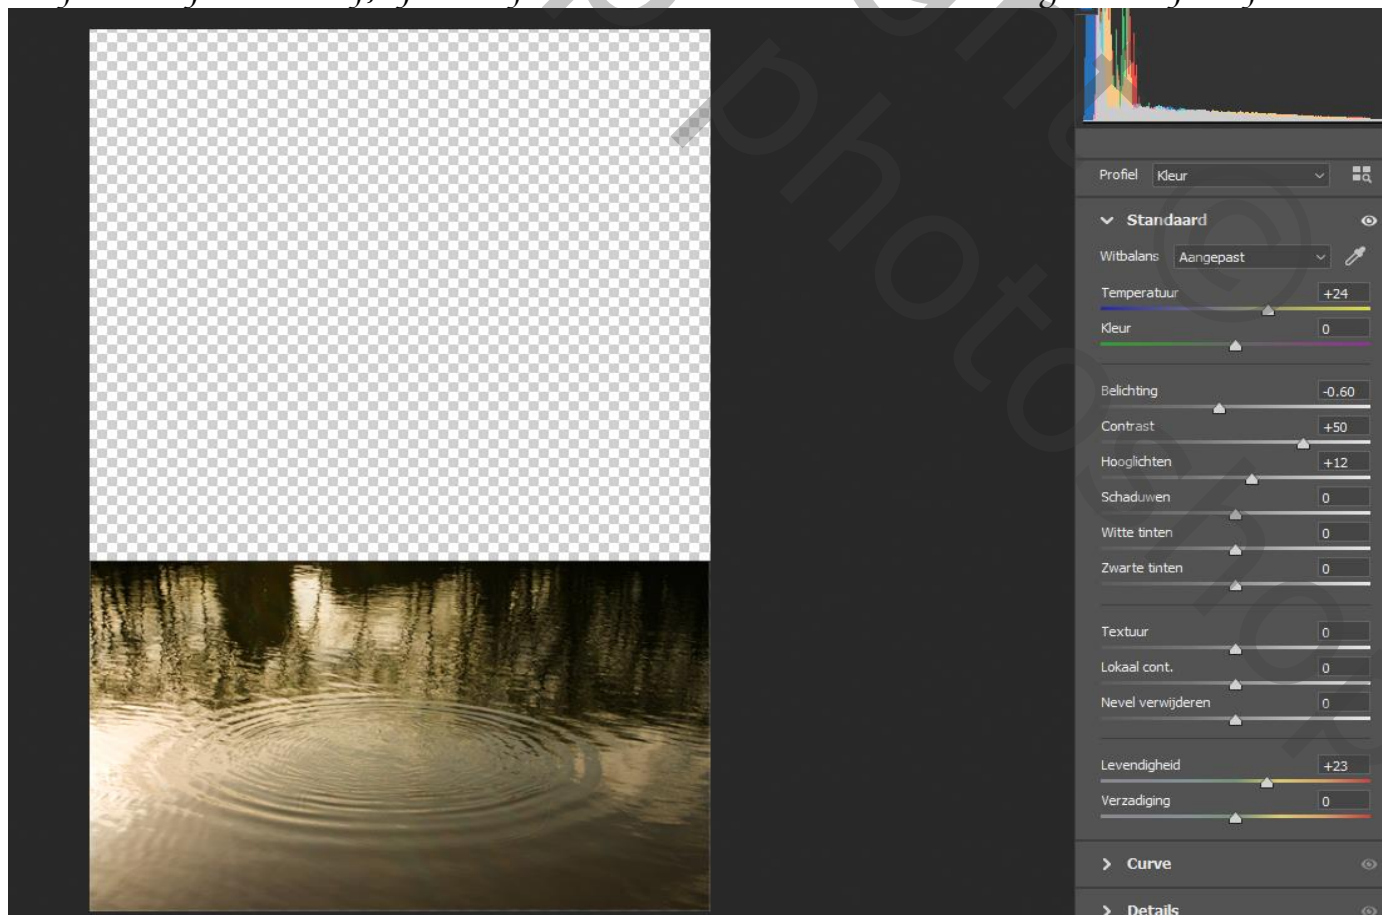 Profiel Kleur
Standaard
Witbalans Aangepast
Temperatuur +24
Kleur 0
Belichting -0.60
Contrast +50
Hooglichten +12
Schaduwen 0
Witte tinten 0
Zwarte tinten 0
Textuur 0
Lokaal cont. 0
Nevel verwijderen 0
Levendigheid +23
Verzadiging 0
Curve
Details
© photoshop